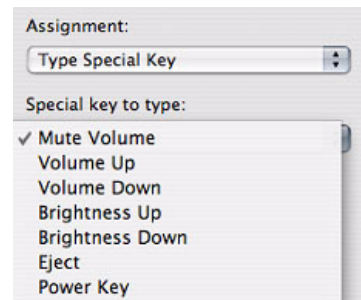 Assignment:
Type Special Key
Special key to type:
✓ Mute Volume
Volume Up
Volume Down
Brightness Up
Brightness Down
Eject
Power Key